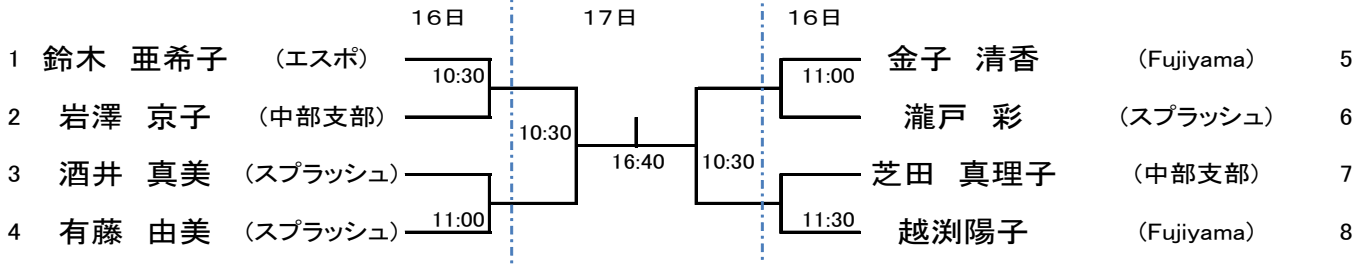 16日 17日 16日
1 鈴木 亜希子 (エスポ) 金子 清香 (Fujiyama) 5
10:30 11:00
2 岩澤 京子 (中部支部) 瀧戸 彩 (スプラッシュ) 6
10:30 16:40 10:30
3 酒井 真美 (スプラッシュ) 芝田 真理子 (中部支部) 7
11:00 11:30
4 有藤 由美 (スプラッシュ) 越渕陽子 (Fujiyama) 8